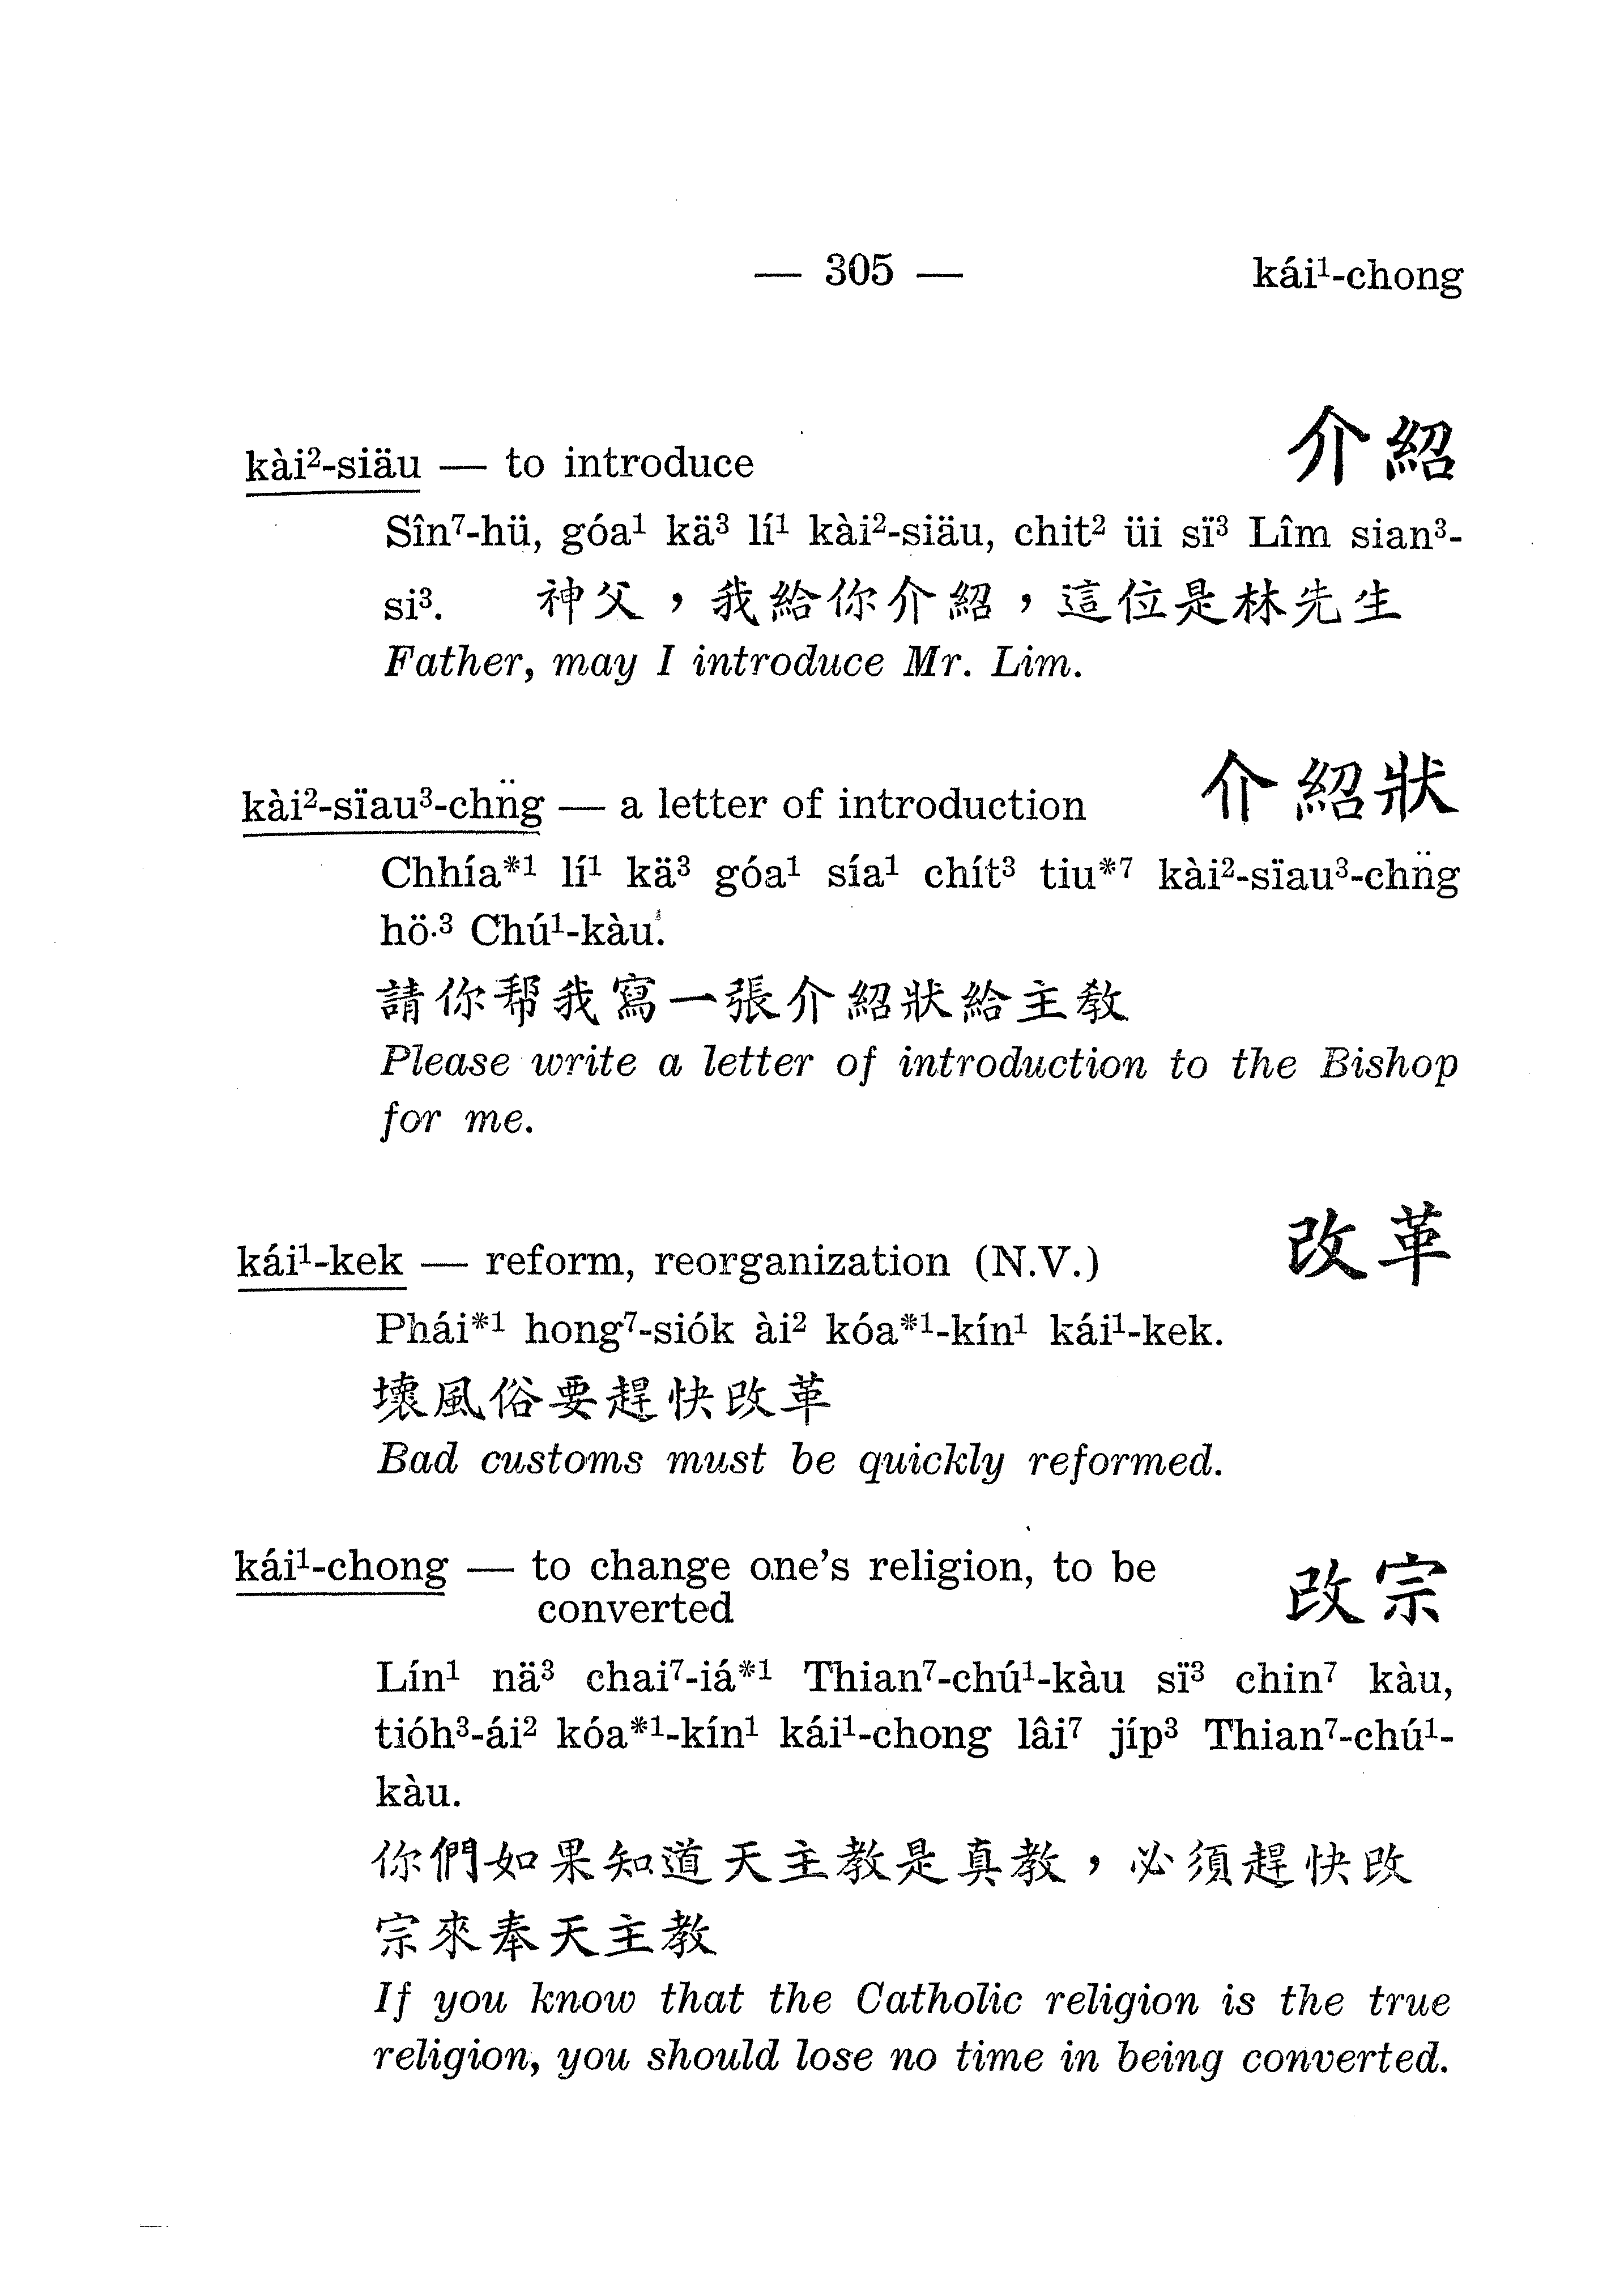 — 305 — kái¹-chong
kài²-siäu — to introduce 介紹
Sîn⁷-hü, góa¹ kä³ lí¹ kài²-siäu, chit² üi sï³ Lîm sian³-
si³. 神父，我給你介紹，這位是林先生
Father, may I introduce Mr. Lim.
kài²-sïau³-chn̈g — a letter of introduction 介紹狀
Chhía*¹ lí¹ kä³ góa¹ sía¹ chít³ tiu*⁷ kài²-sïau³-chn̈g
hö·³ Chú¹-kàu.
請你帮我寫一張介紹狀給主教
Please write a letter of introduction to the Bishop
for me.
kái¹-kek — reform, reorganization (N.V.) 改革
Phái*¹ hong⁷-siók ài² kóa*¹-kín¹ kái¹-kek.
壞風俗要趕快改革
Bad customs must be quickly reformed.
kái¹-chong — to change one's religion, to be 改宗
converted
Lín¹ nä³ chai⁷-iá*¹ Thian⁷-chú¹-kàu sï³ chin⁷ kàu,
tióh³-ái² kóa*¹-kín¹ kái¹-chong lâi⁷ jíp³ Thian⁷-chú¹-
kàu.
你們如果知道天主教是真教，必須趕快改
宗來奉天主教
If you know that the Catholic religion is the true
religion, you should lose no time in being converted.